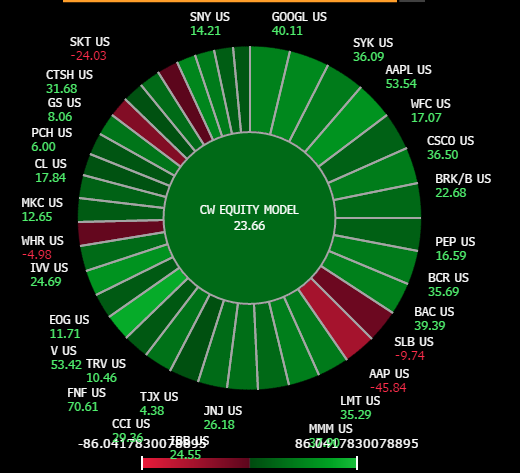 SNY US
14.21
GOOGL US
40.11
SYK US
36.09
AAPL US
53.54
WFC US
17.07
CSCO US
36.50
BRK/B US
22.68
PEP US
16.59
BCR US
35.69
BAC US
39.39
SLB US
-9.74
AAP US
-45.84
LMT US
35.29
MMM US
JNJ US
26.18
24.55
CCI US
29.36
TJX US
4.38
FNF US
70.61
TRV US
10.46
V US
53.42
EOG US
11.71
IVV US
24.69
WHR US
-4.98
MKC US
12.65
CL US
17.84
PCH US
6.00
GS US
8.06
CTSH US
31.68
SKT US
-24.03
CW EQUITY MODEL
23.66
-86.0417830078895
86.0417830078895